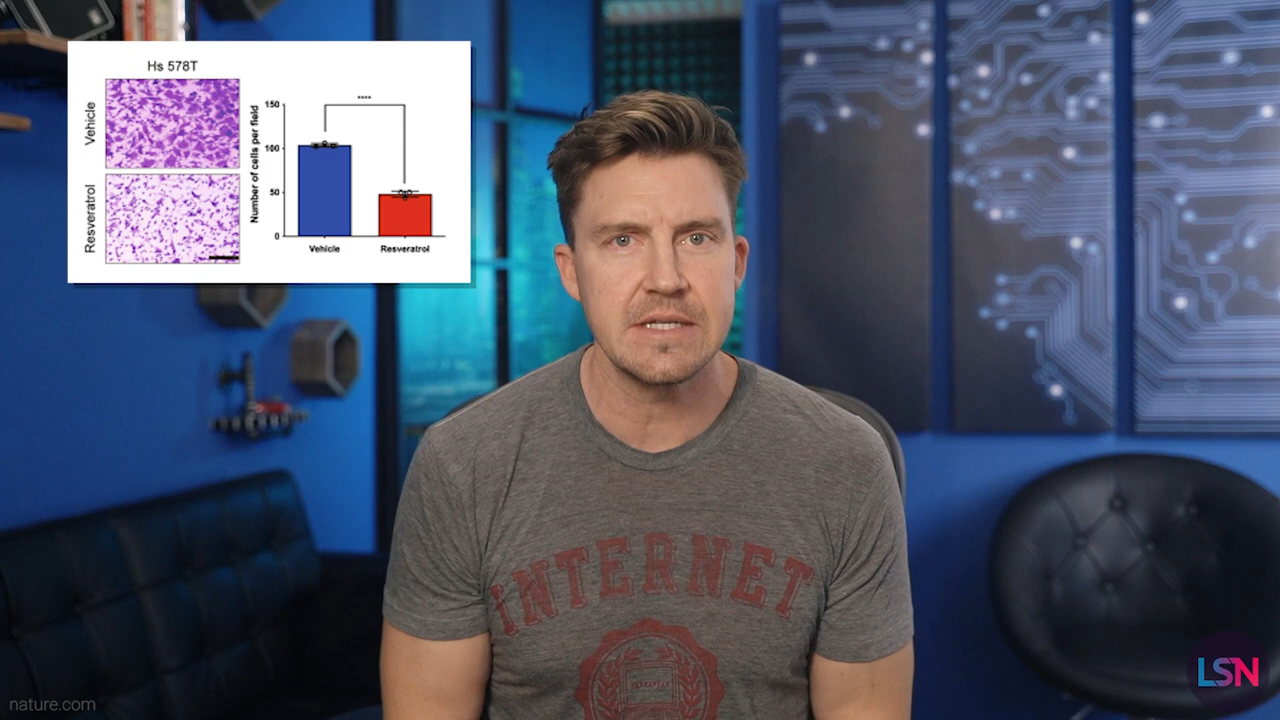 Hs 578T
Vehicle
Resveratrol
Number of cells per field
150
100
50
0
****
Vehicle
Resveratrol
INTERNET
LSN
nature.com